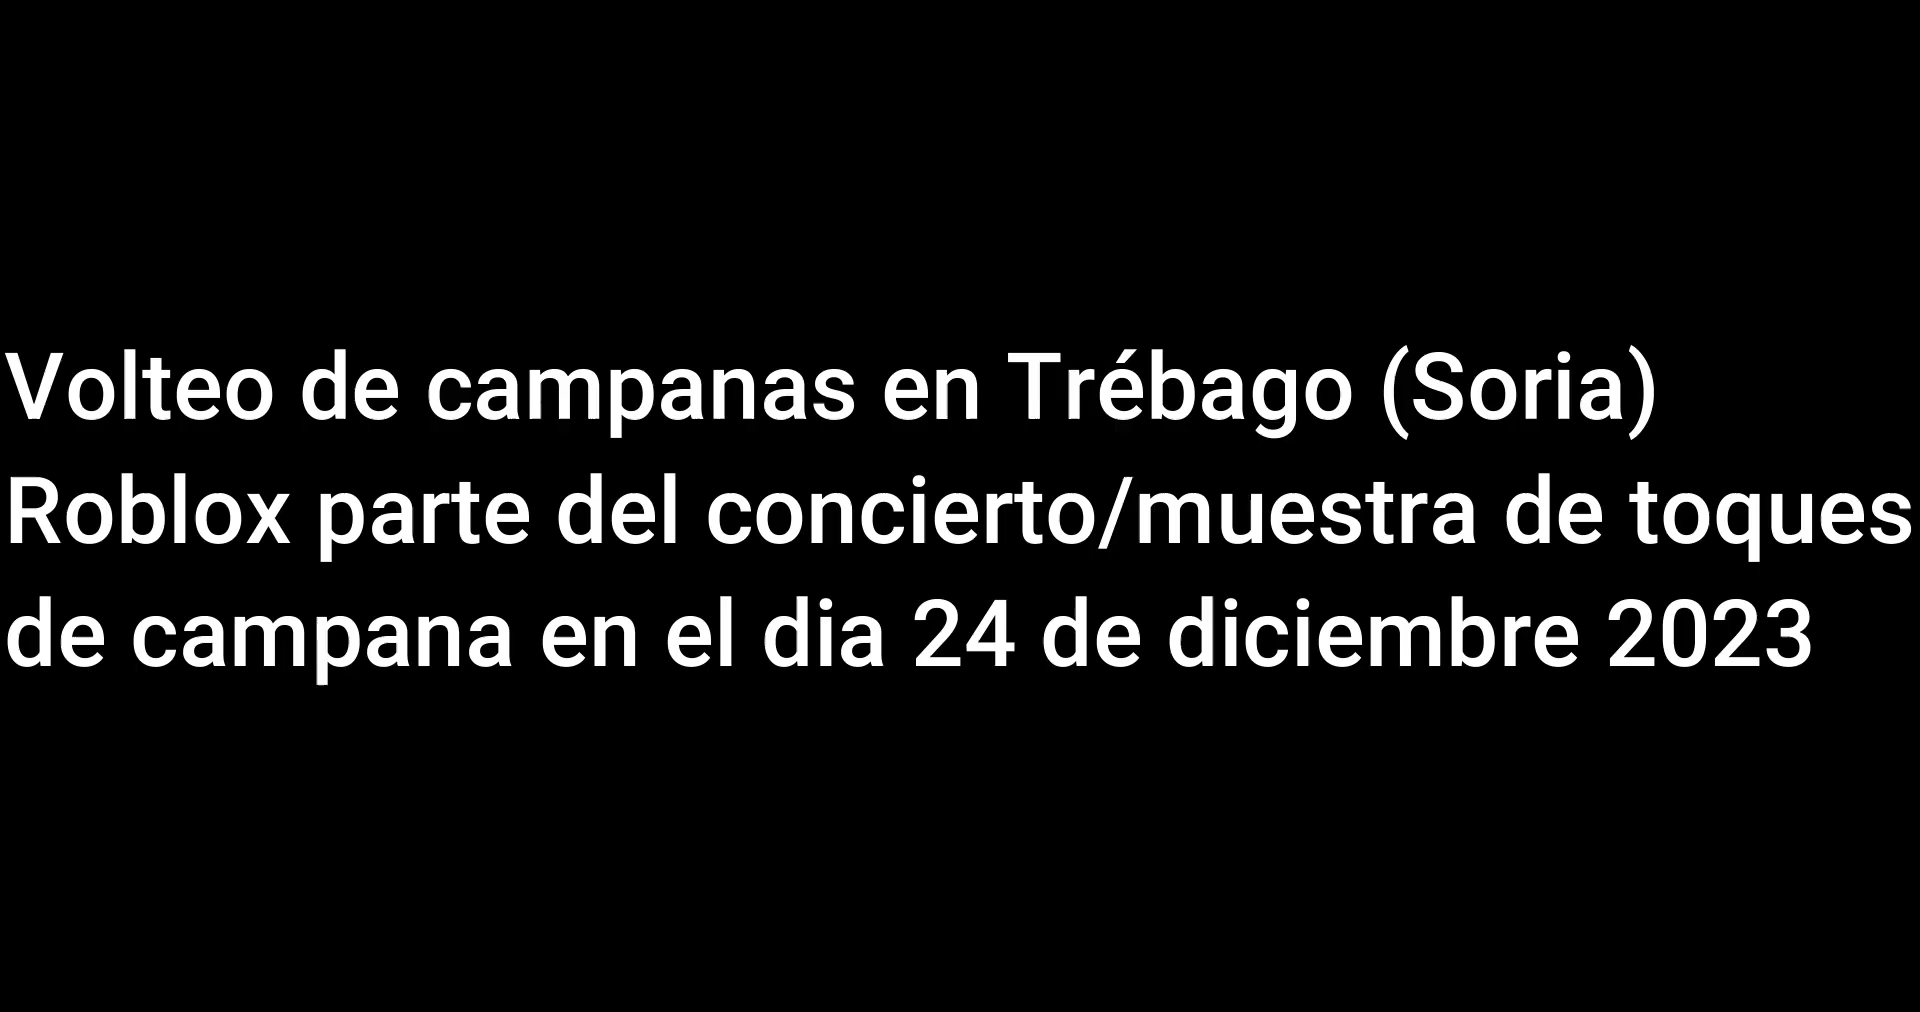 Volteo de campanas en Trébago (Soria)
Roblox parte del concierto/muestra de toques
de campana en el dia 24 de diciembre 2023